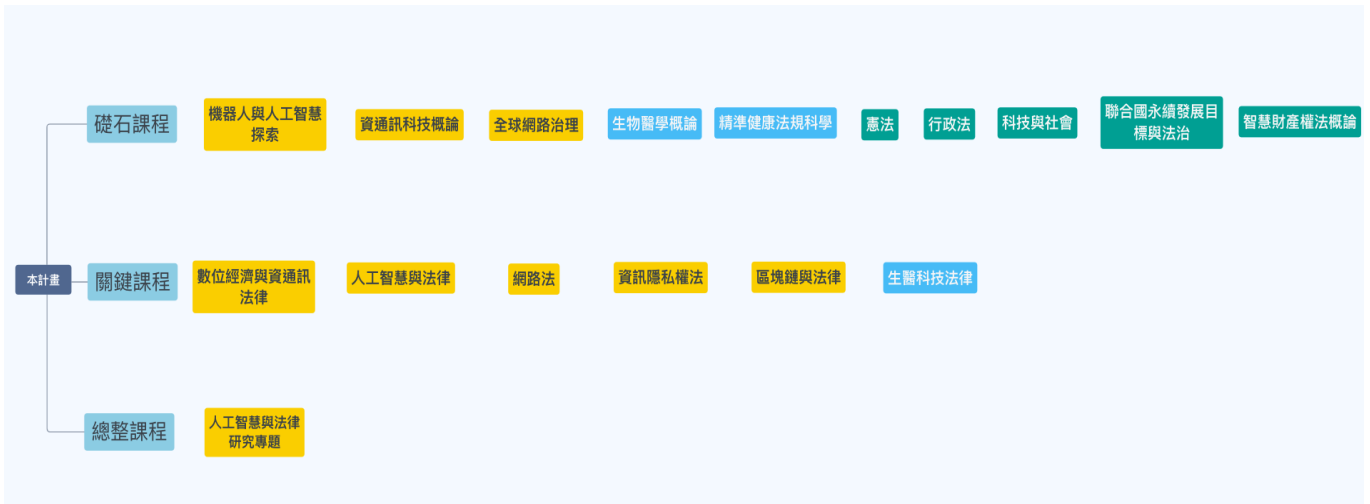 礎石課程
機器人與人工智慧
探索
資通訊科技概論
全球網路治理
生物醫學概論
精準健康法規科學
憲法
行政法
科技與社會
聯合國永續發展目
標與法治
智慧財產權法概論
本計畫
關鍵課程
數位經濟與資通訊
法律
人工智慧與法律
網路法
資訊隱私權法
區塊鏈與法律
生醫科技法律
總整課程
人工智慧與法律
研究專題